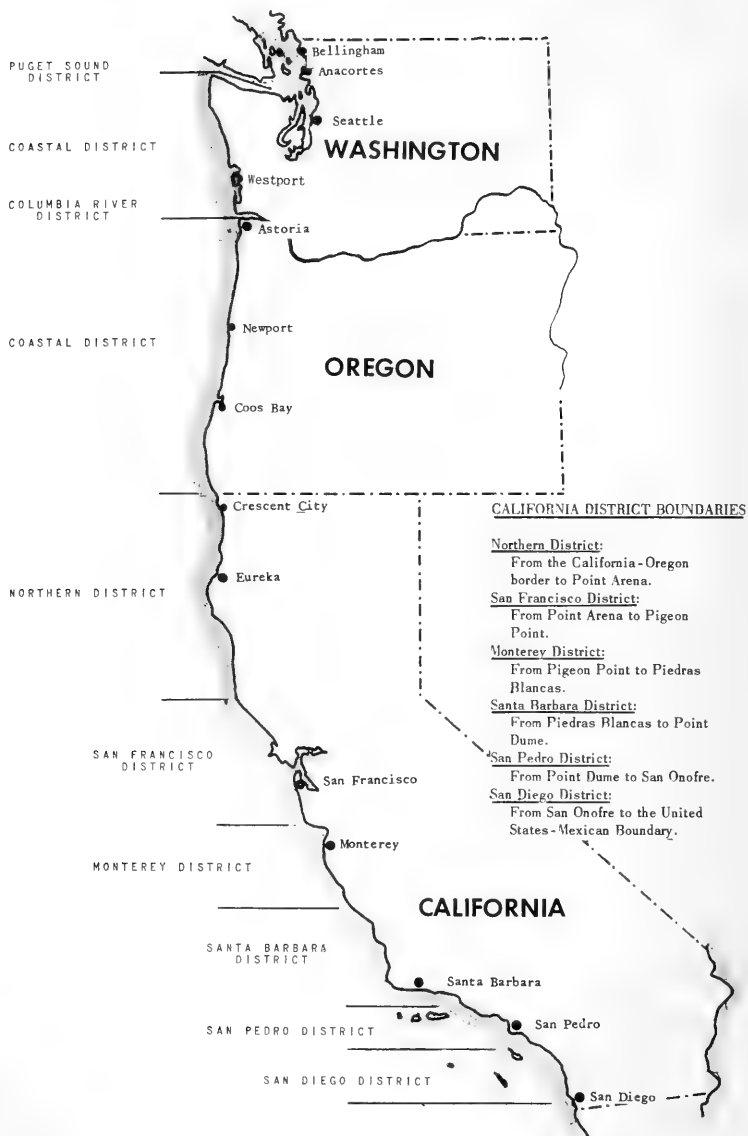 Bellingham
PUGET SOUND
DISTRICT
Anacortes
Seattle
COASTAL DISTRICT
WASHINGTON
Westport
COLUMBIA RIVER
DISTRICT
Astoria
Newport
COASTAL DISTRICT
OREGON
Coos Bay
Crescent City
CALIFORNIA DISTRICT BOUNDARIES
Northern District:
From the California-Oregon
border to Point Arena.
San Francisco District:
From Point Arena to Pigeon
Point.
Monterey District:
From Pigeon Point to Piedras
Blancas.
Santa Barbara District:
From Piedras Blancas to Point
Dume.
San Pedro District:
From Point Dume to San Onofre.
San Diego District:
From San Onofre to the United
States-Mexican Boundary.
Eureka
NORTHERN DISTRICT
SAN FRANCISCO
DISTRICT
San Francisco
Monterey
MONTEREY DISTRICT
CALIFORNIA
SANTA BARBARA
DISTRICT
Santa Barbara
San Pedro
SAN PEDRO DISTRICT
SAN DIEGO DISTRICT
San Diego